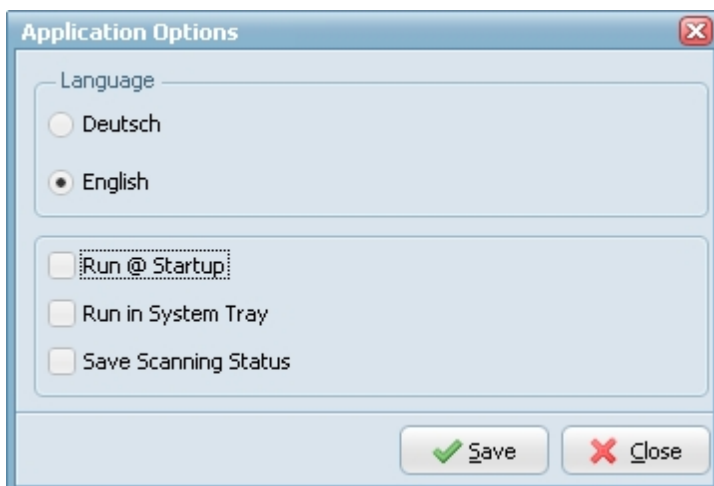 Application Options
Language
Deutsch
English
Run @ Startup
Run in System Tray
Save Scanning Status
Save Close